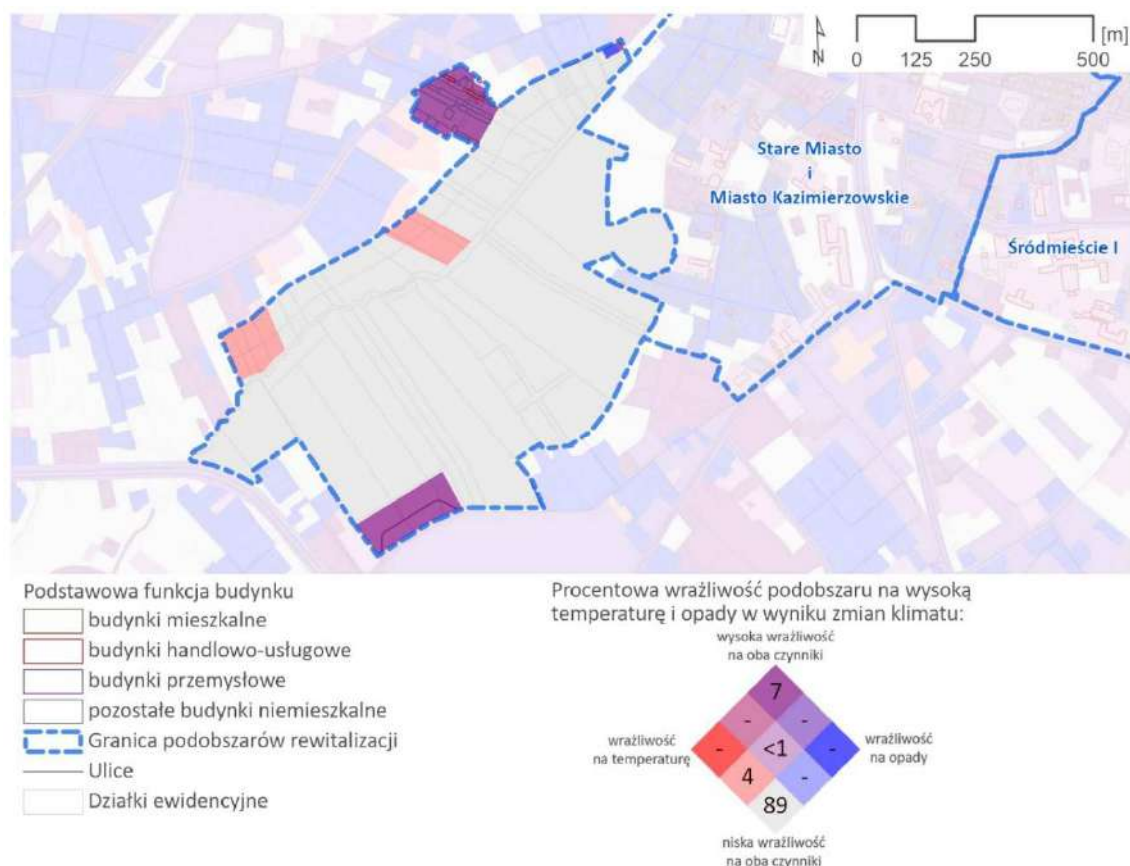 N
[m]
0 125 250 500
Stare Miasto
i
Miasto Kazimierzowskie
Śródmieście I
Podstawowa funkcja budynku
budynki mieszkalne
budynki handlowo-usługowe
budynki przemysłowe
pozostałe budynki niemieszkalne
Granica podobszarów rewitalizacji
Ulice
Działki ewidencyjne
Procentowa wrażliwość podobszaru na wysoką
temperaturę i opady w wyniku zmian klimatu:
wysoka wrażliwość
na oba czynniki
7
- -
wrażliwość
na temperaturę
- <1 -
wrażliwość
na opady
4 -
89
niska wrażliwość
na oba czynniki